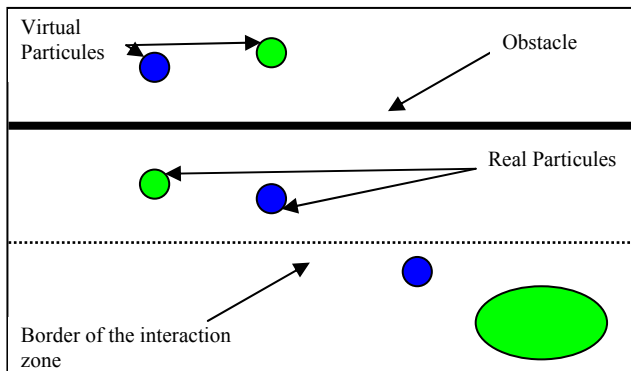 Virtual
Particules
Obstacle
Real Particules
Border of the interaction
zone